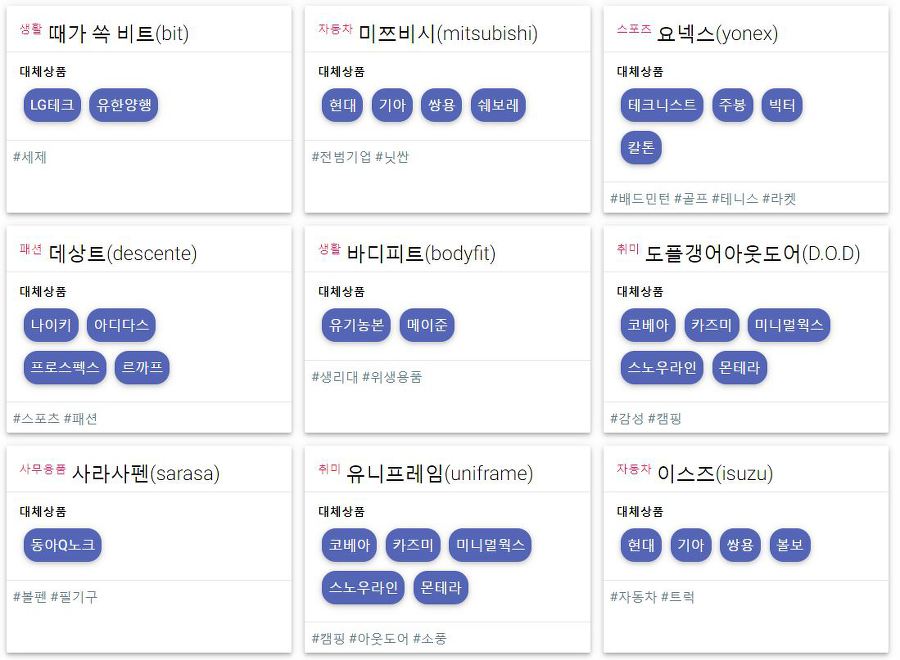 생활 때가 쏙 비트(bit)
대체상품
LG테크 유한양행
#세제
자동차 미쯔비시(mitsubishi)
대체상품
현대 기아 쌍용 쉐보레
#전범기업 #닛싼
스포즈 요넥스(yonex)
대체상품
테크니스트 주봉 빅터
칼톤
#배드민턴 #골프 #테니스 #라켓
패션 데상트(descente)
대체상품
나이키 아디다스
프로스펙스 르까프
#스포츠 #패션
생활 바디피트(bodyfit)
대체상품
유기농본 메이준
#생리대 #위생용품
취미 도플갱어아웃도어(D.O.D)
대체상품
코베아 카즈미 미니멀웍스
스노우라인 몬테라
#감성 #캠핑
사무용품 사라사펜(sarasa)
대체상품
동아Q노크
#볼펜 #필기구
취미 유니프레임(uniframe)
대체상품
코베아 카즈미 미니멀웍스
스노우라인 몬테라
#캠핑 #아웃도어 #소풍
자동차 이스즈(isuzu)
대체상품
현대 기아 쌍용 볼보
#자동차 #트럭